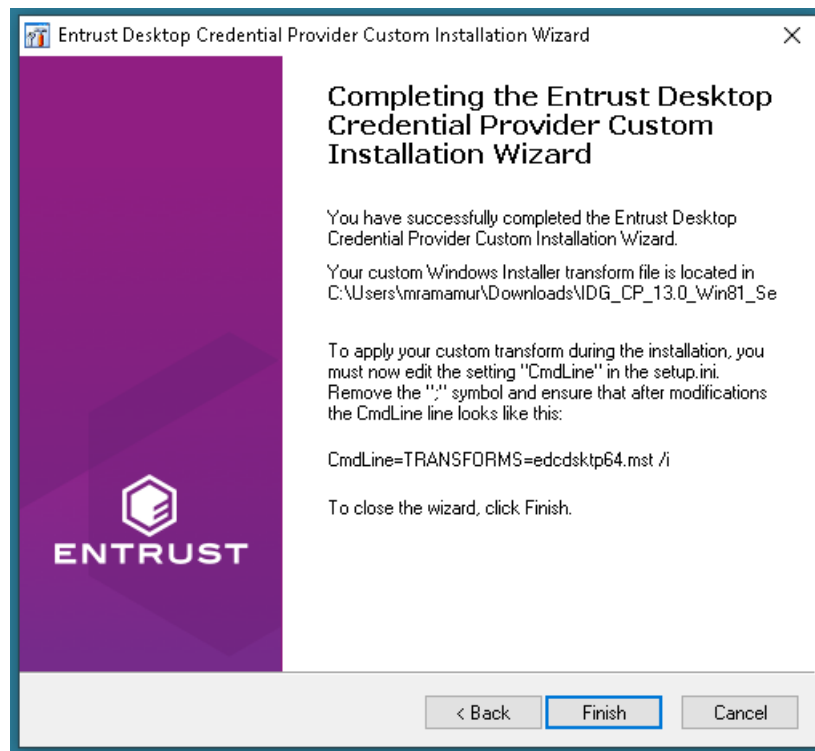 Entrust Desktop Credential Provider Custom Installation Wizard
Completing the Entrust Desktop
Credential Provider Custom
Installation Wizard
You have successfully completed the Entrust Desktop
Credential Provider Custom Installation Wizard.
Your custom Windows Installer transform file is located in
C:\Users\mramamur\Downloads\IDG_CP_13.0_Win81_Se
To apply your custom transform during the installation, you
must now edit the setting "CmdLine" in the setup.ini.
Remove the ";" symbol and ensure that after modifications
the CmdLine line looks like this:
CmdLine=TRANSFORMS=edcdsktp64.mst /i
To close the wizard, click Finish.
ENTRUST
< Back
Finish
Cancel